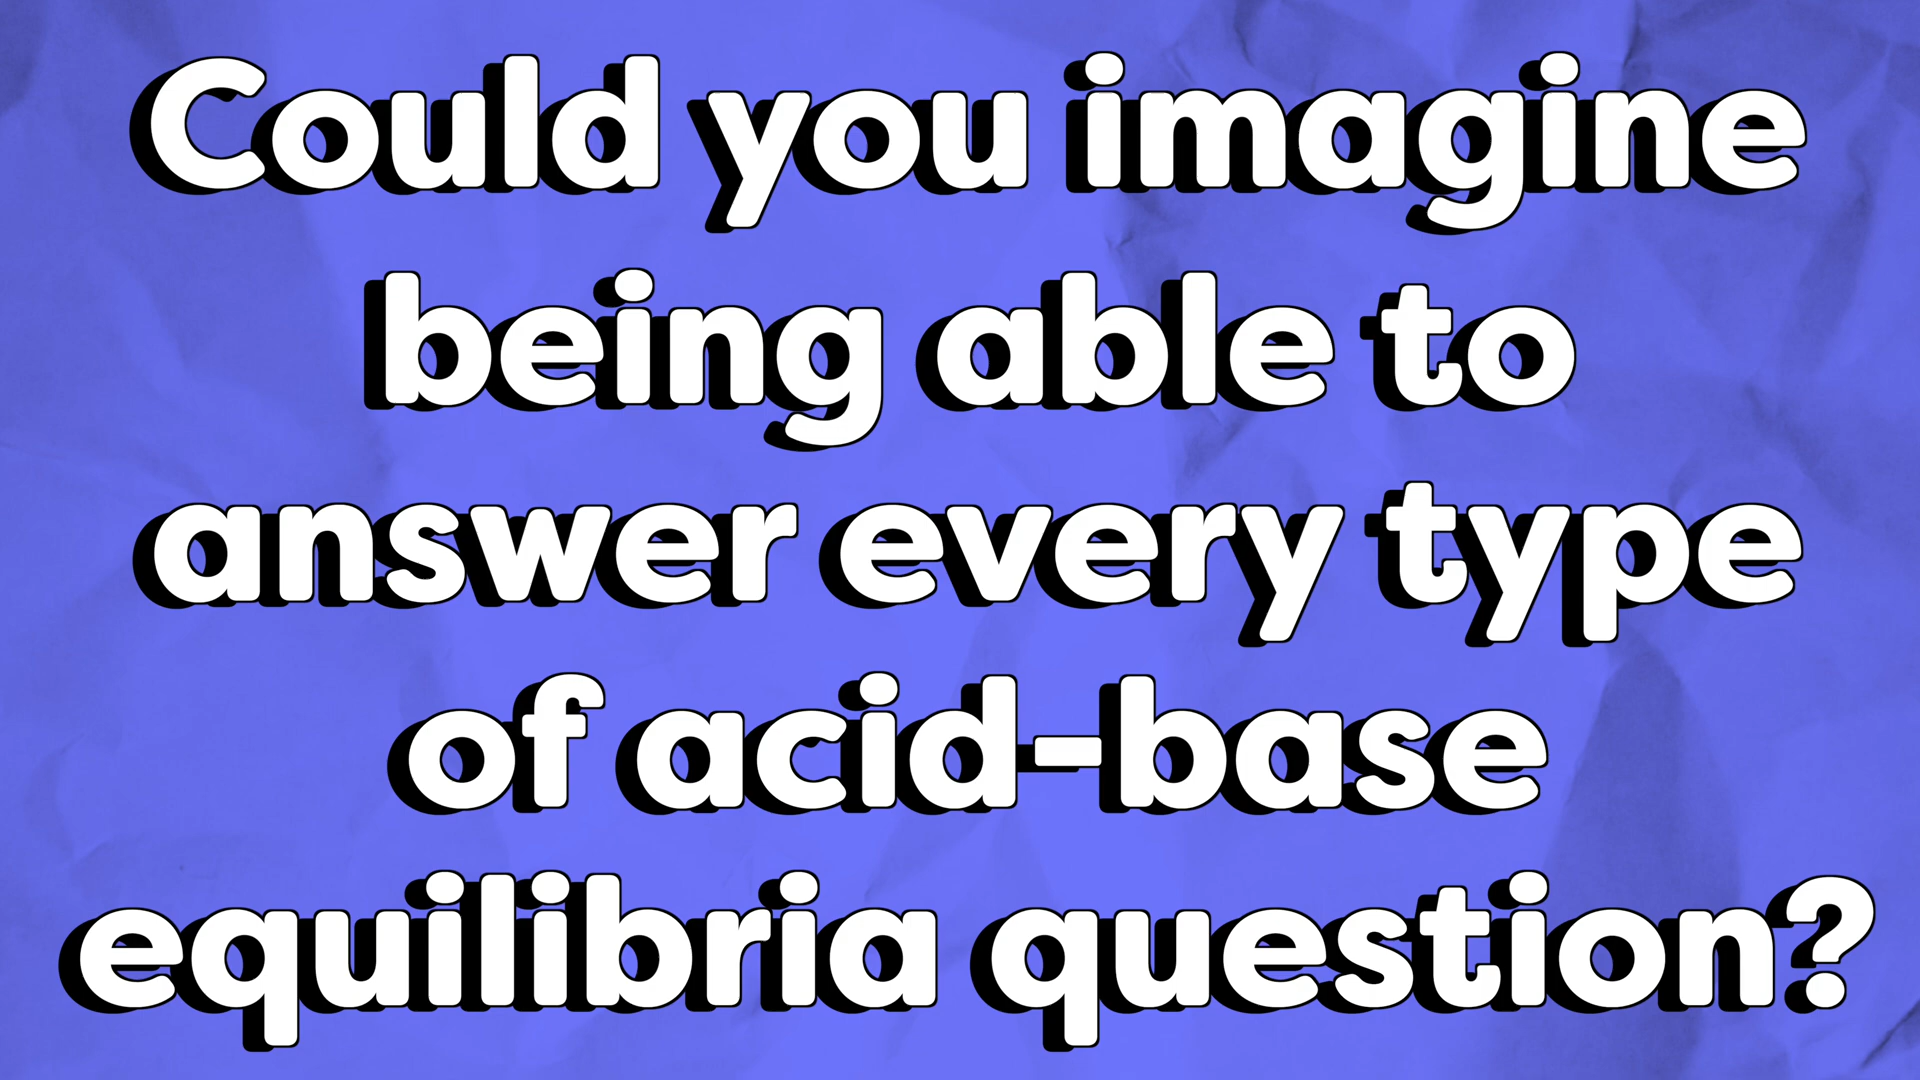 Could you imagine
being able to
answer every type
of acid-base
equilibria question?